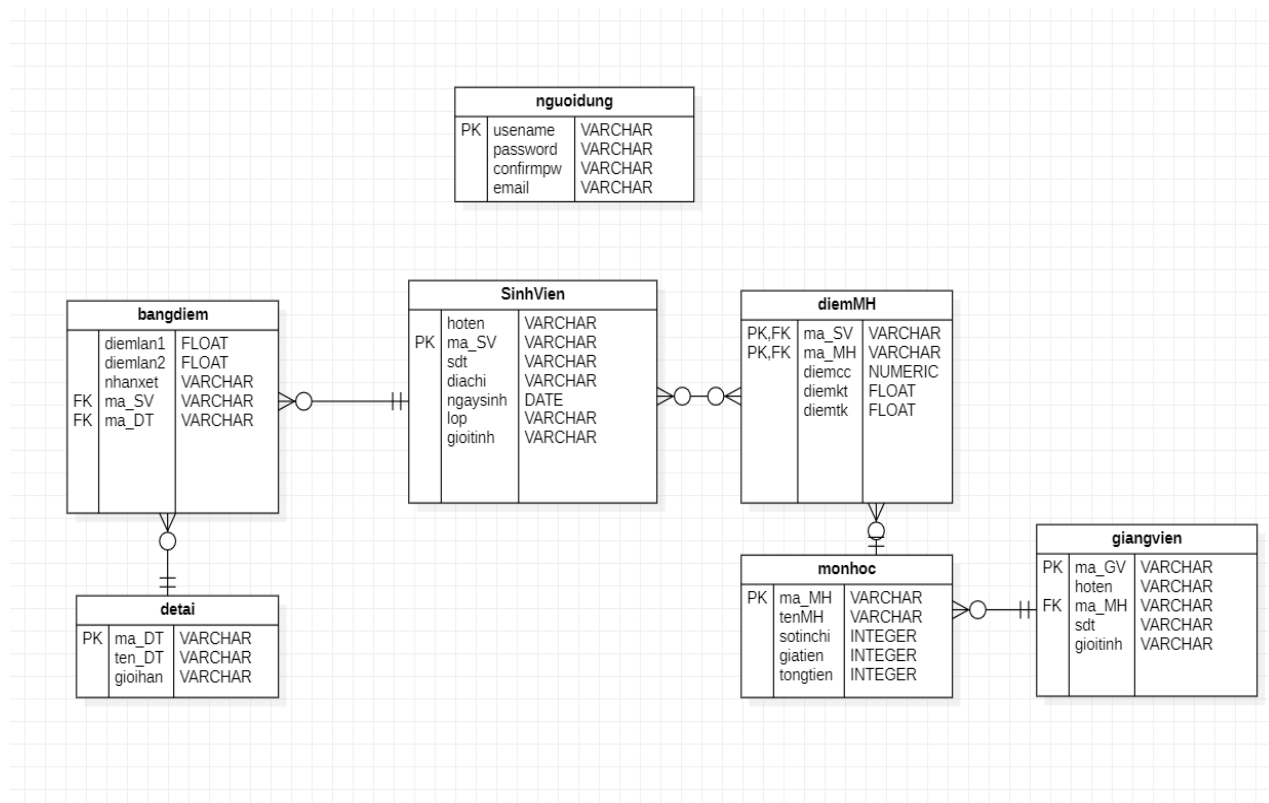 nguoidung
PK usename VARCHAR
password VARCHAR
confirmpw VARCHAR
email VARCHAR
bangdiem
diemlan1 FLOAT
diemlan2 FLOAT
nhanxet VARCHAR
FK ma_SV VARCHAR
FK ma_DT VARCHAR
SinhVien
hoten VARCHAR
PK ma_SV VARCHAR
sdt VARCHAR
diachi VARCHAR
ngaysinh DATE
lop VARCHAR
gioitinh VARCHAR
diemMH
PK,FK ma_SV VARCHAR
PK,FK ma_MH VARCHAR
diemcc NUMERIC
diemkt FLOAT
diemtk FLOAT
detai
PK ma_DT VARCHAR
ten_DT VARCHAR
gioihan VARCHAR
monhoc
PK ma_MH VARCHAR
tenMH VARCHAR
sotinchi INTEGER
giatien INTEGER
tongtien INTEGER
giangvien
PK ma_GV VARCHAR
hoten VARCHAR
FK ma_MH VARCHAR
sdt VARCHAR
gioitinh VARCHAR